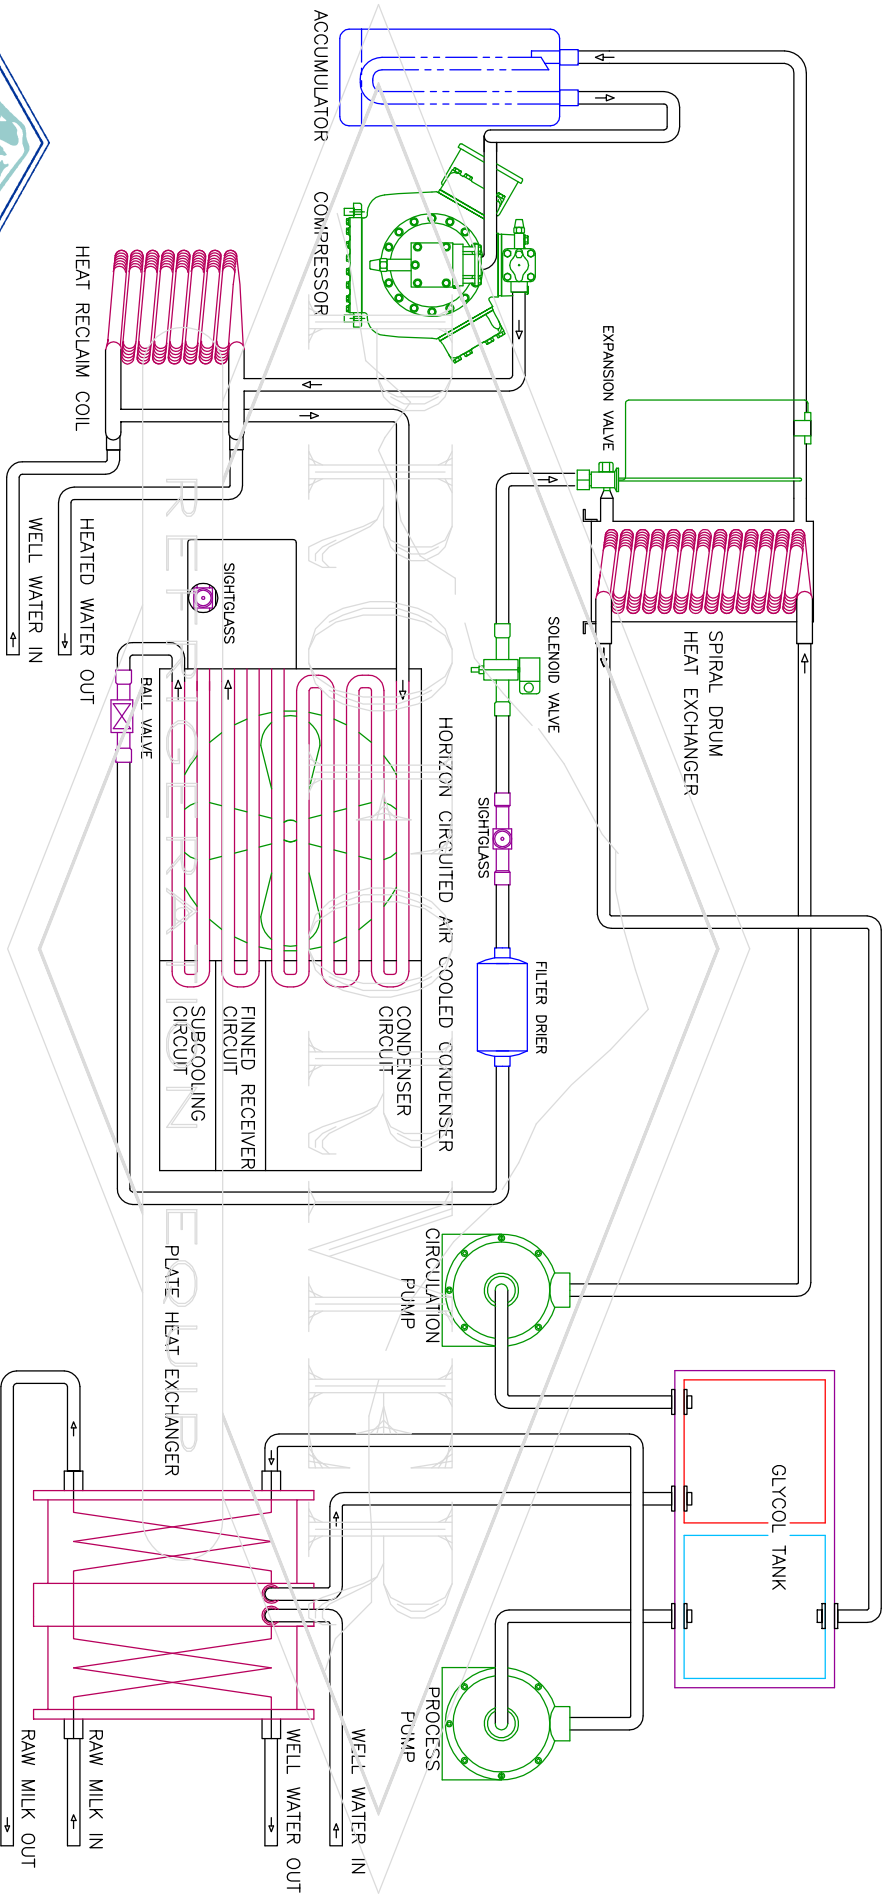 EXPANSION VALVE
SPIRAL DRUM
HEAT EXCHANGER
GLYCOL TANK
SOLENOID VALVE
FILTER DRIER
SIGHTGLASS
ACCUMULATOR
COMPRESSOR
HORIZON CIRCUITED AIR COOLED CONDENSER
CIRCULATION
PUMP
PROCESS
PUMP
PROFORMER
CONDENSER
CIRCUIT
WELL WATER IN
WELL WATER OUT
SIGHTGLASS
FINNED RECEIVER
CIRCUIT
SUBCOOLING
CIRCUIT
REFRIGERATION EQUIP
PLATE HEAT EXCHANGER
BALL VALVE
HEAT RECLAIM COIL
HEATED WATER OUT
WELL WATER IN
RAW MILK IN
RAW MILK OUT